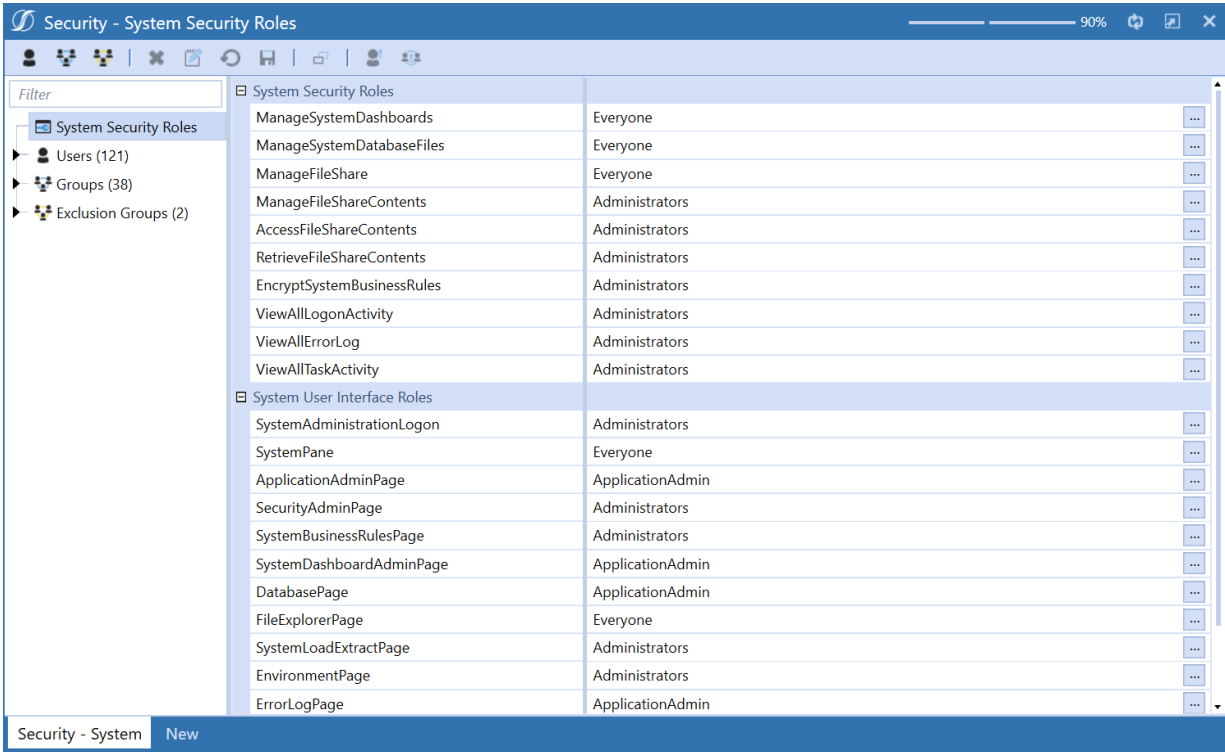 Security - System Security Roles
90%
Filter
System Security Roles
Users (121)
Groups (38)
Exclusion Groups (2)
System Security Roles
ManageSystemDashboards Everyone ...
ManageSystemDatabaseFiles Everyone ...
ManageFileShare Everyone ...
ManageFileShareContents Administrators ...
AccessFileShareContents Administrators ...
RetrieveFileShareContents Administrators ...
EncryptSystemBusinessRules Administrators ...
ViewAllLogonActivity Administrators ...
ViewAllErrorLog Administrators ...
ViewAllTaskActivity Administrators ...
System User Interface Roles
SystemAdministrationLogon Administrators ...
SystemPane Everyone ...
ApplicationAdminPage ApplicationAdmin ...
SecurityAdminPage Administrators ...
SystemBusinessRulesPage Administrators ...
SystemDashboardAdminPage ApplicationAdmin ...
DatabasePage ApplicationAdmin ...
FileExplorerPage Everyone ...
SystemLoadExtractPage Administrators ...
EnvironmentPage Administrators ...
ErrorLogPage ApplicationAdmin ...
Security - System New